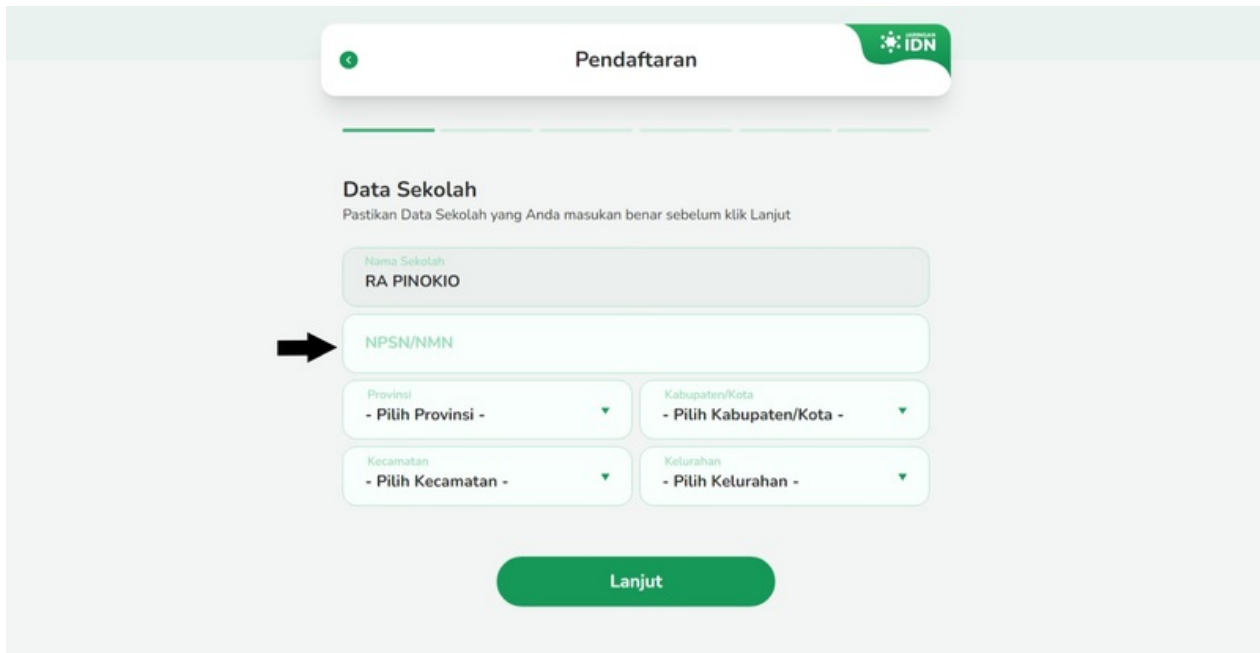 Pendaftaran
JARINGAN
IDN
Data Sekolah
Pastikan Data Sekolah yang Anda masukan benar sebelum klik Lanjut
Nama Sekolah
RA PINOKIO
NPSN/NMN
Provinsi
- Pilih Provinsi -
Kabupaten/Kota
- Pilih Kabupaten/Kota -
Kecamatan
- Pilih Kecamatan -
Kelurahan
- Pilih Kelurahan -
Lanjut